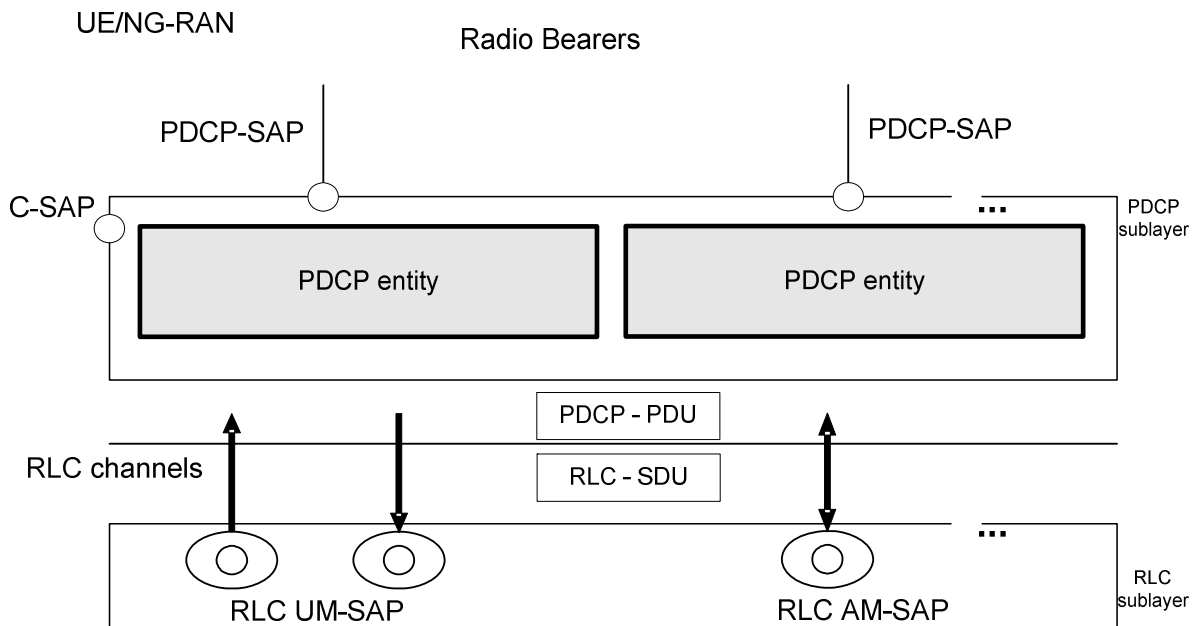 UE/NG-RAN
Radio Bearers
PDCP-SAP
PDCP-SAP
C-SAP
...
PDCP
sublayer
PDCP entity
PDCP entity
PDCP - PDU
RLC channels
RLC - SDU
...
RLC UM-SAP
RLC AM-SAP
RLC
sublayer